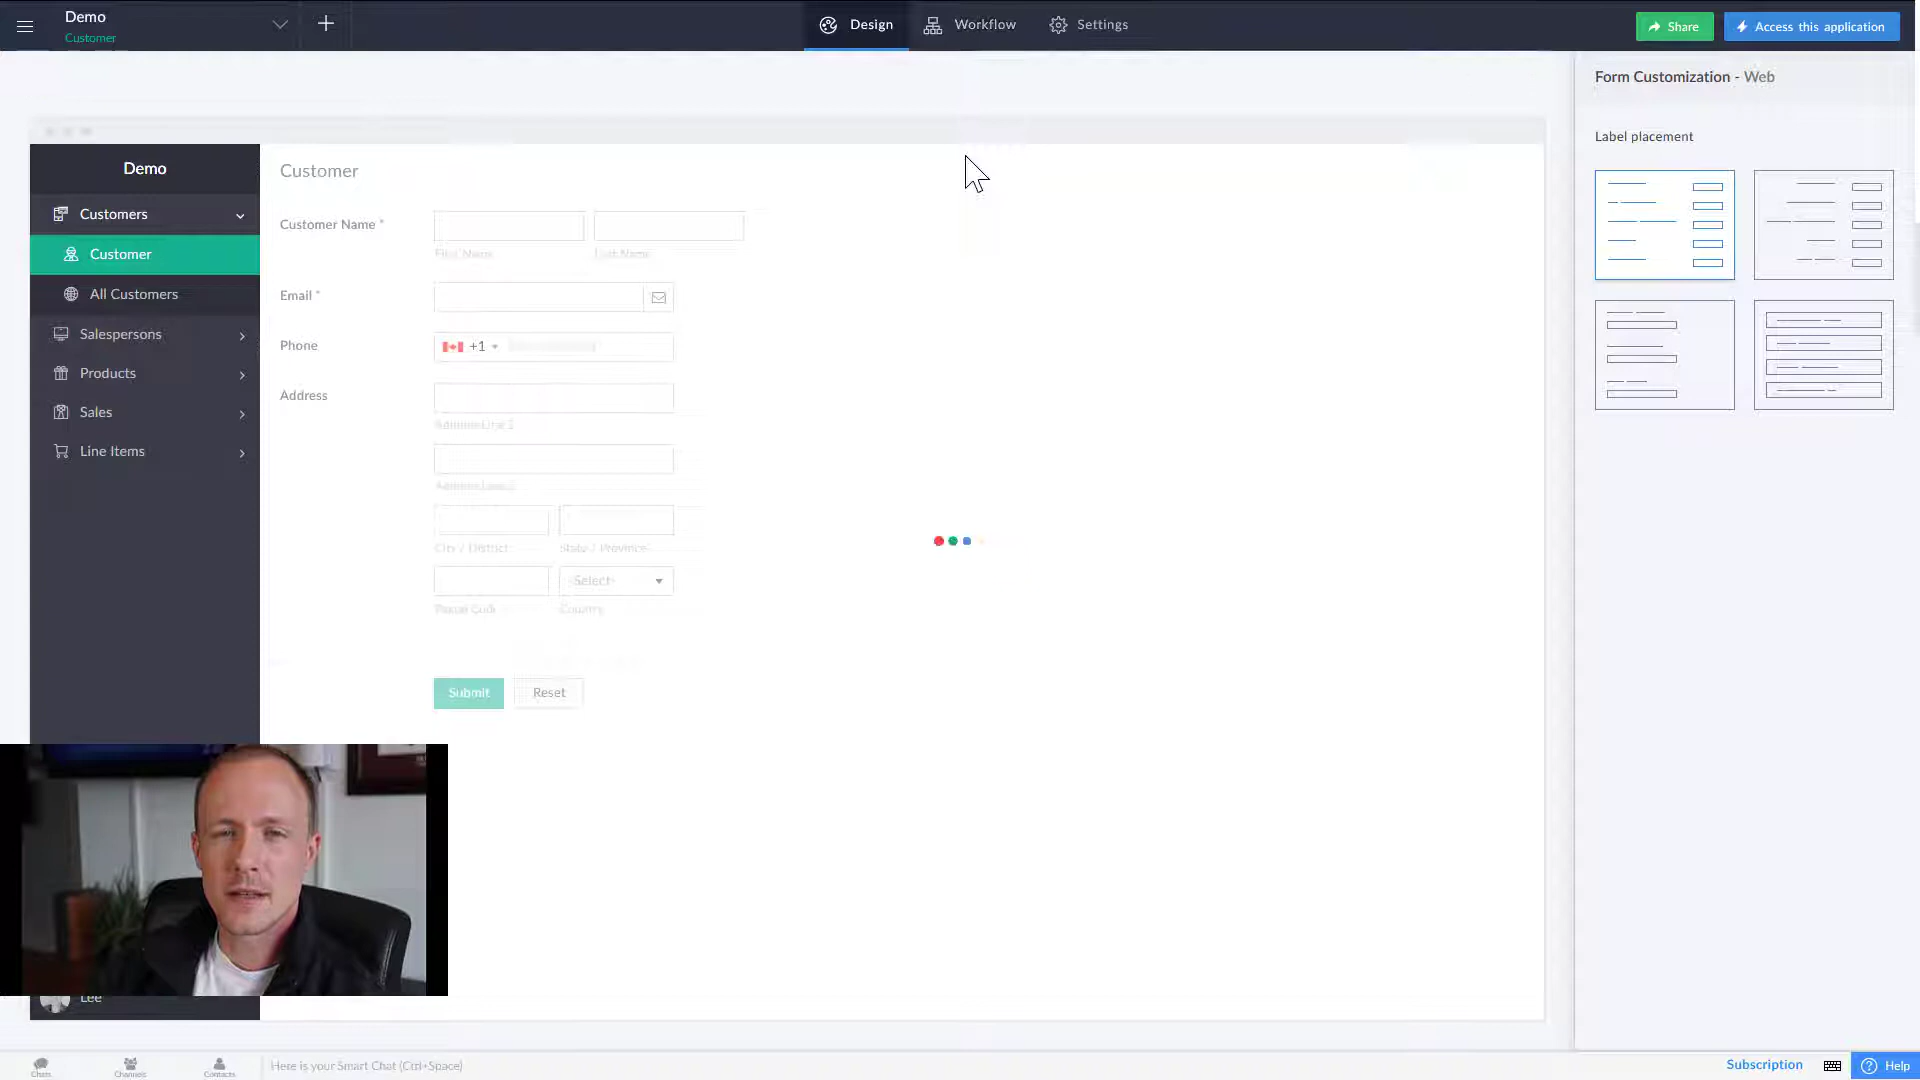 Demo
Customer
Design
Workflow
Settings
Share
Access this application
Form Customization - Web
Label placement
Demo
Customers
Customer
All Customers
Salespersons
Products
Sales
Line Items
Customer
Customer Name *
First Name
Last Name
Email *
Phone
+1
Address
Address Line 1
Address Line 2
City / District
State / Province
Postal Code
-Select-
Country
Submit
Reset
Lee
Chats
Channels
Contacts
Here is your Smart Chat (Ctrl+Space)
Subscription
Help